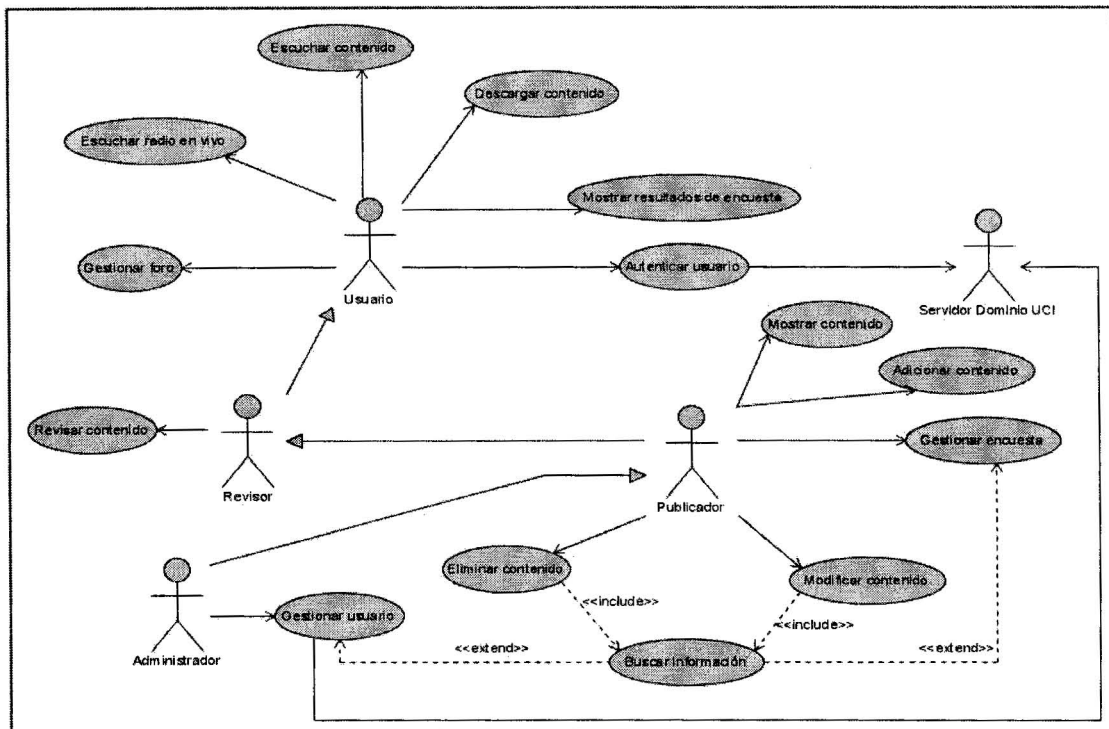 Escuchar contenido
Descargar contenido
Escuchar radio en vivo
Mostrar resultados de encuesta
Gestionar foro
Autenticar usuario
Usuario
Servidor Dominio UCI
Mostrar contenido
Adicionar contenido
Revisar contenido
Gestionar encuesta
Revisor
Publicador
Eliminar contenido
Modificar contenido
<<include>>
<<include>>
Gestionar usuario
Administrador
<<extend>>
Buscar Información
<<extend>>